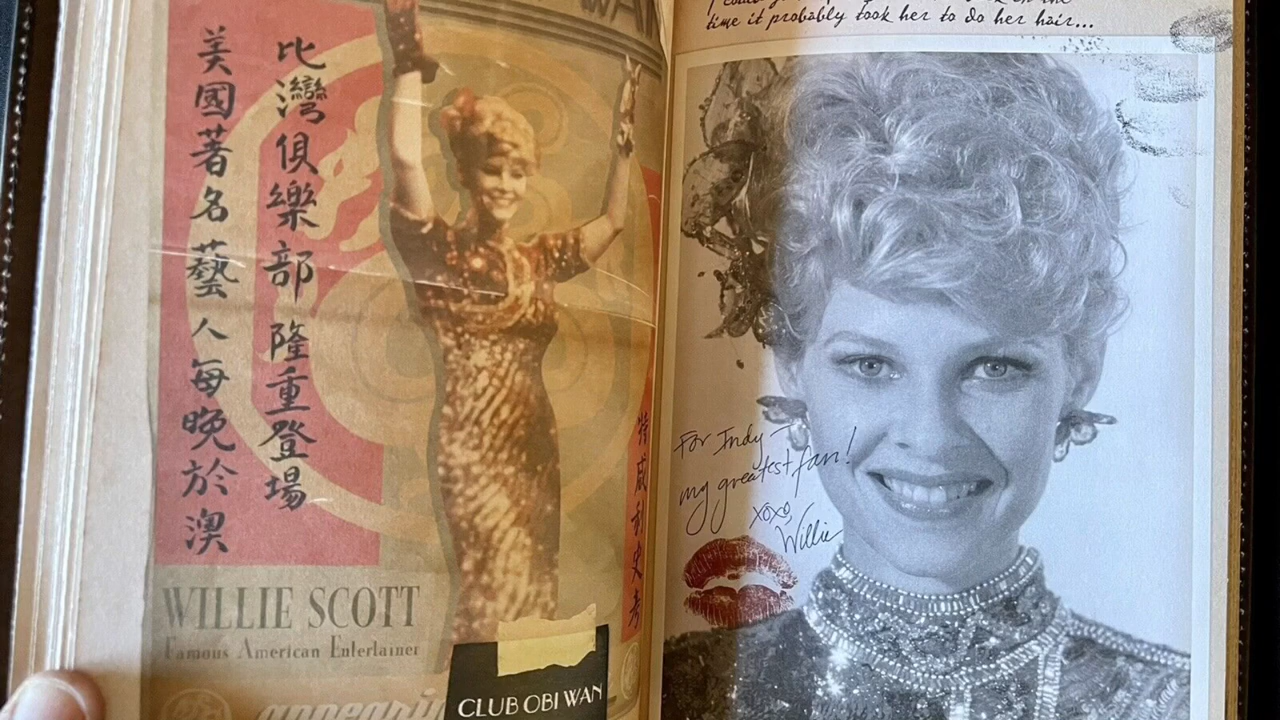 WAN
美國著名藝人每晚於澳
比灣俱樂部 隆重登場
特威利史考
WILLIE SCOTT
Famous American Entertainer
CLUB OBI WAN
time it probably took her to do her hair...
For Indy -
my greatest fan!
xoxo,
Willie